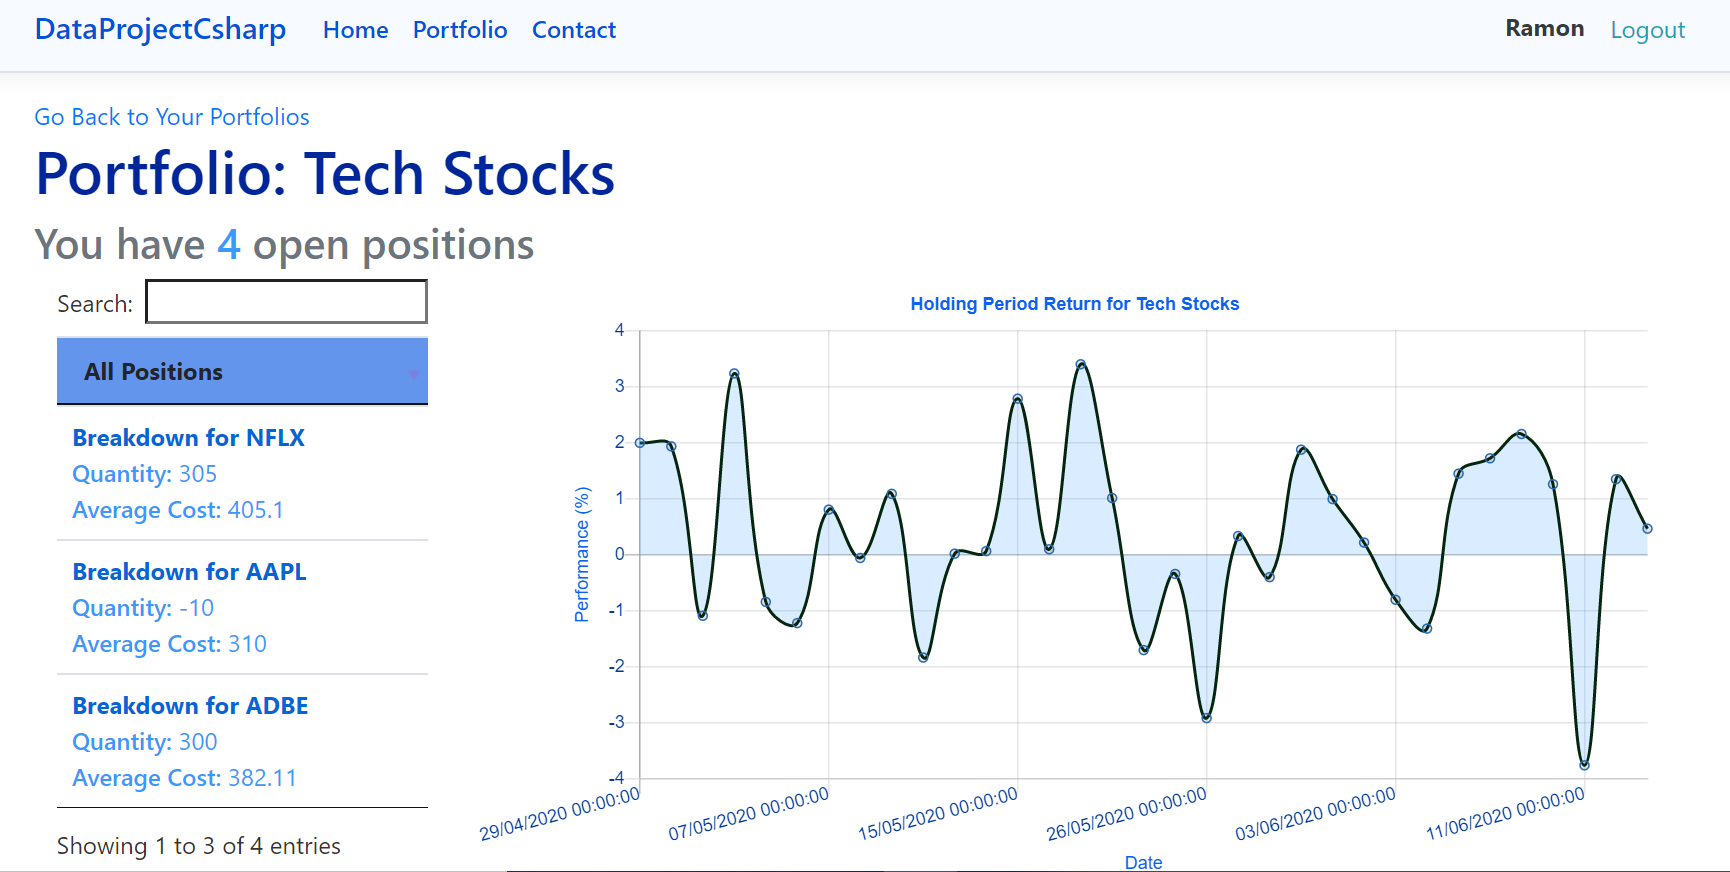 DataProjectCsharp Home Portfolio Contact Ramon Logout
Go Back to Your Portfolios
Portfolio: Tech Stocks
You have 4 open positions
Search:
All Positions
Breakdown for NFLX
Quantity: 305
Average Cost: 405.1
Breakdown for AAPL
Quantity: -10
Average Cost: 310
Breakdown for ADBE
Quantity: 300
Average Cost: 382.11
Showing 1 to 3 of 4 entries
Holding Period Return for Tech Stocks
Performance (%)
4
3
2
1
0
-1
-2
-3
-4
29/04/2020 00:00:00
07/05/2020 00:00:00
15/05/2020 00:00:00
26/05/2020 00:00:00
03/06/2020 00:00:00
11/06/2020 00:00:00
Date